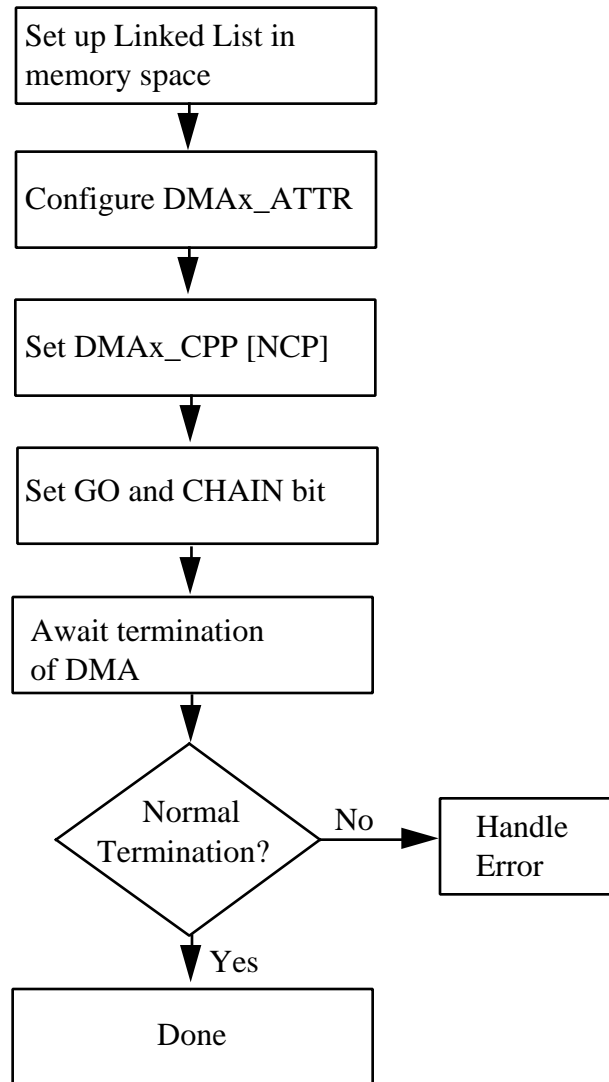 Set up Linked List in
memory space
Configure DMAx_ATTR
Set DMAx_CPP [NCP]
Set GO and CHAIN bit
Await termination
of DMA
Normal
Termination?
No
Handle
Error
Yes
Done